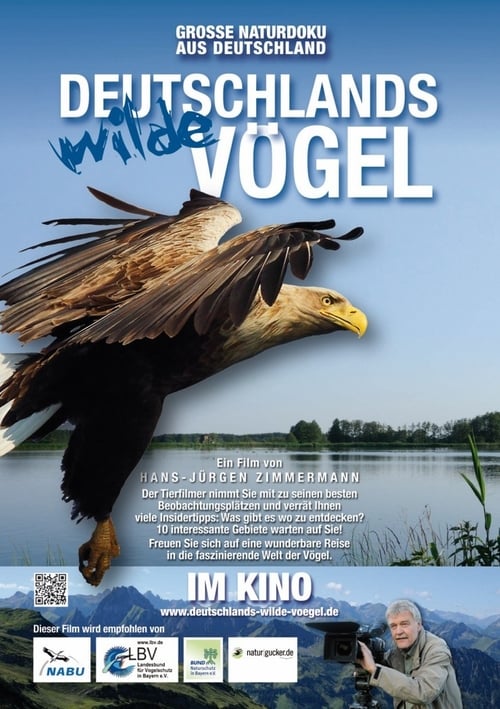 GROSSE NATURDOKU
AUS DEUTSCHLAND
DEUTSCHLANDS
wilde
VÖGEL
Ein Film von
HANS-JÜRGEN ZIMMERMANN
Der Tierfilmer nimmt Sie mit zu seinen besten
Beobachtungsplätzen und verrät Ihnen
viele Insidertipps: Was gibt es wo zu entdecken?
10 interessante Gebiete warten auf Sie!
Freuen Sie sich auf eine wunderbare Reise
in die faszinierende Welt der Vögel.
IM KINO
www.deutschlands-wilde-voegel.de
Dieser Film wird empfohlen von
NABU
www.lbv.de
LBV
Landesbund
für Vogelschutz
in Bayern e.V.
BUND
Naturschutz
in Bayern e.V.
naturgucker.de